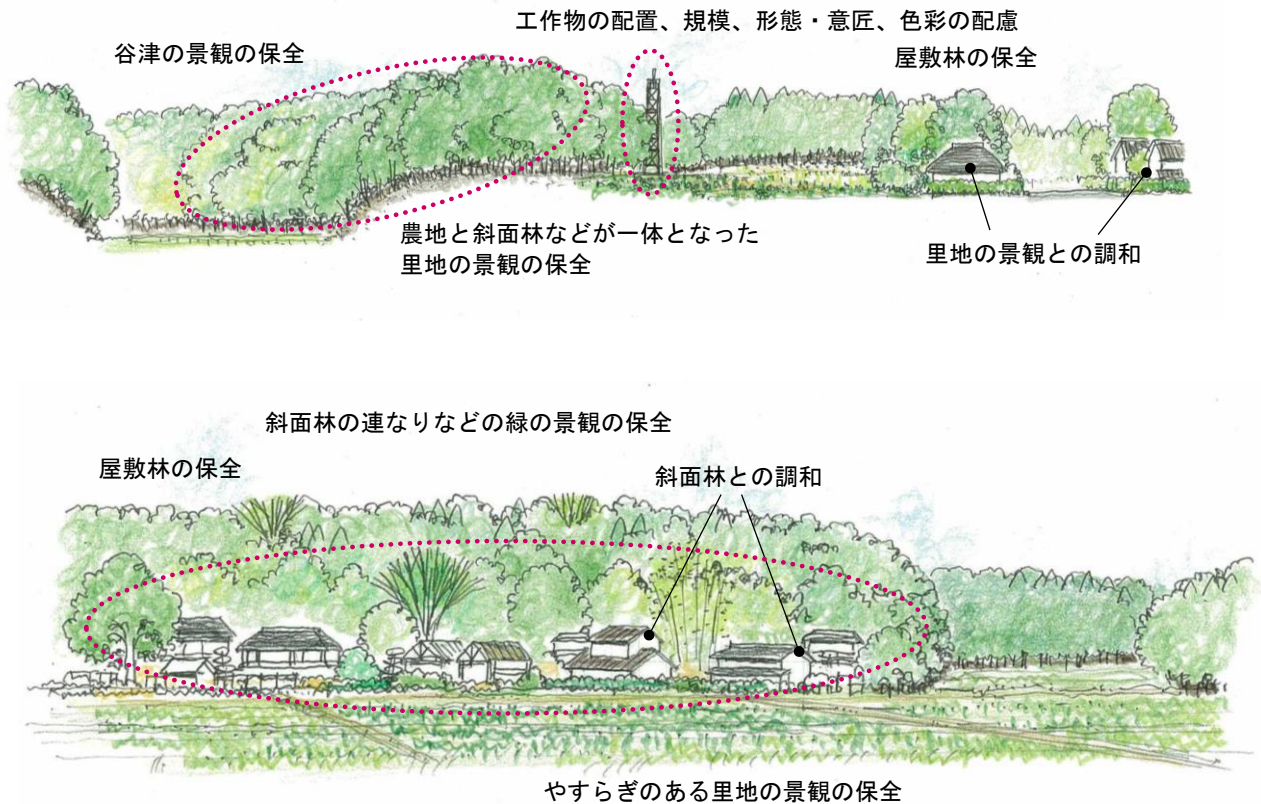 工作物の配置、規模、形態・意匠、色彩の配慮
谷津の景観の保全
屋敷林の保全
農地と斜面林などが一体となった
里地の景観の保全
里地の景観との調和
斜面林の連なりなどの緑の景観の保全
屋敷林の保全
斜面林との調和
やすらぎのある里地の景観の保全